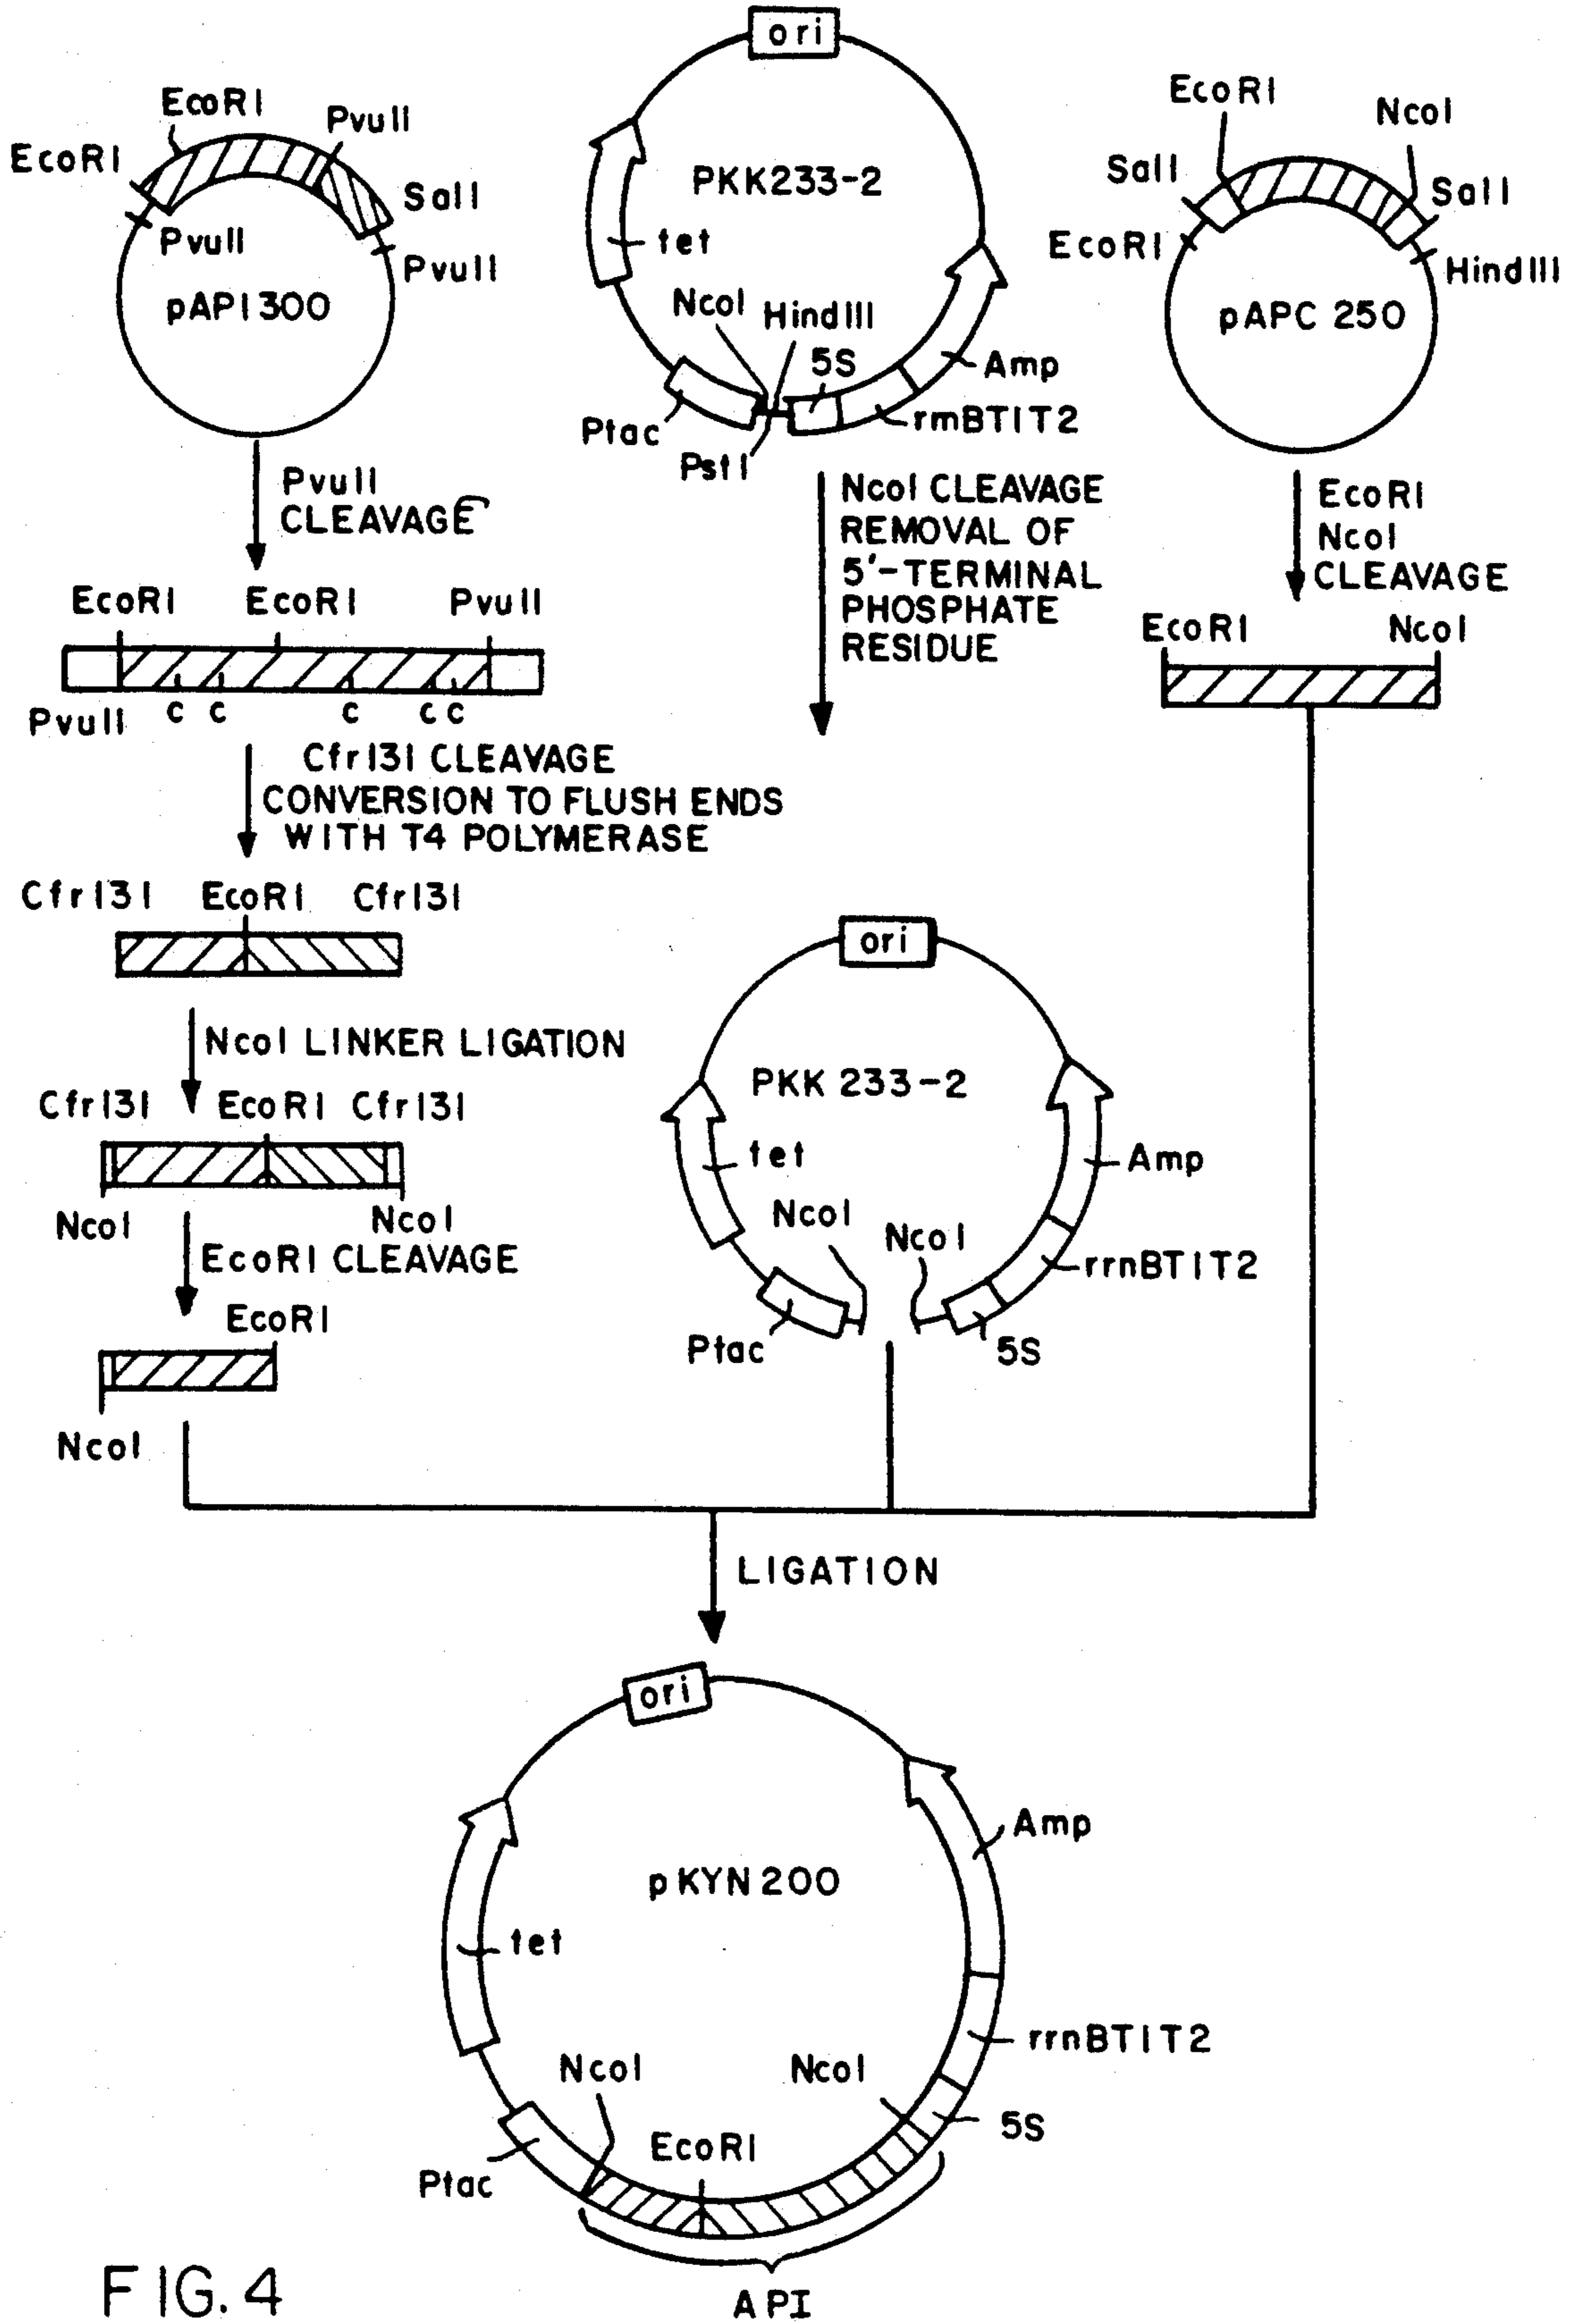 ori
EcoRI
PvuII
EcoRI
SalI
PvuII
PvuII
pAPI300
PKK233-2
tet
NcoI
HindIII
5S
Amp
Ptac
rmBT1T2
PstI
EcoRI
NcoI
SalI
SalI
EcoRI
HindIII
pAPC 250
PvuII
CLEAVAGE
NcoI CLEAVAGE
REMOVAL OF
5'-TERMINAL
PHOSPHATE
RESIDUE
EcoRI
NcoI
CLEAVAGE
EcoRI EcoRI PvuII
PvuII
c c c c c
EcoRI NcoI
Cfr13I CLEAVAGE
CONVERSION TO FLUSH ENDS
WITH T4 POLYMERASE
Cfr13I EcoRI Cfr13I
NcoI LINKER LIGATION
Cfr13I EcoRI Cfr13I
NcoI NcoI
EcoRI CLEAVAGE
EcoRI
NcoI
ori
PKK 233-2
tet
Amp
NcoI
NcoI
rrnBT1T2
Ptac
5S
LIGATION
ori
Amp
pKYN200
tet
rrnBT1T2
NcoI
NcoI
5S
EcoRI
Ptac
API
FIG. 4